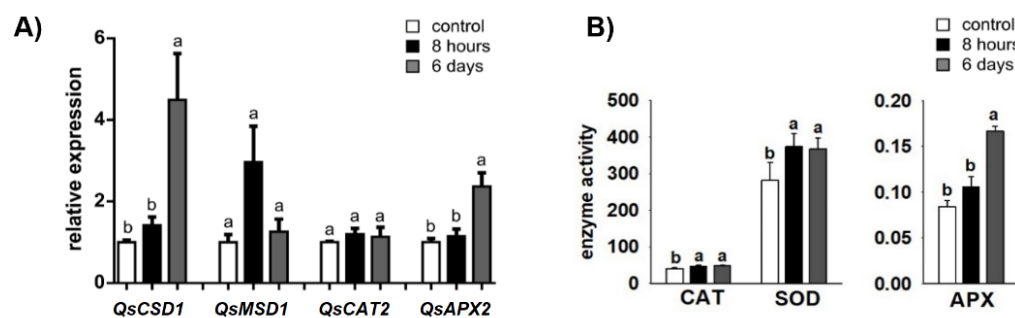 A)
control
8 hours
6 days
relative expression
6
4
2
0
b b a
a a a
a a a
b b a
QsCSD1 QsMSD1 QsCAT2 QsAPX2
B)
control
8 hours
6 days
enzyme activity
500
400
300
200
100
0
b a a
b a a
CAT SOD
0.20
0.15
0.10
0.05
0.00
b b a
APX